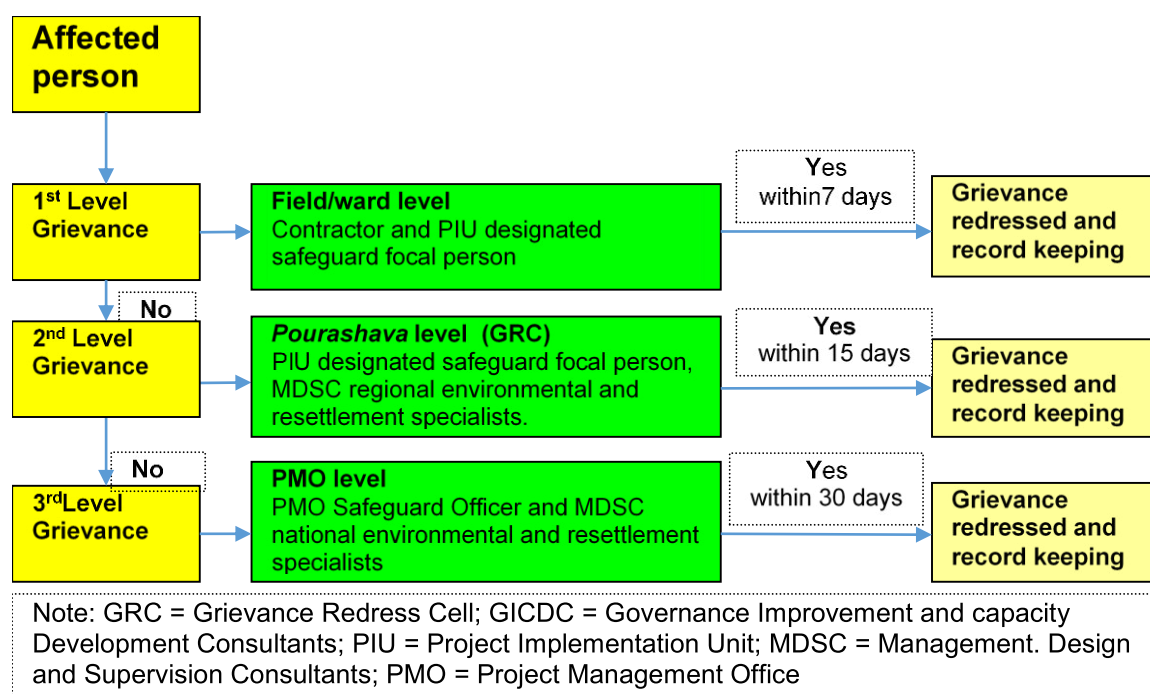 Affected
person
1st Level
Grievance
Field/ward level
Contractor and PIU designated
safeguard focal person
Yes
within7 days
Grievance
redressed and
record keeping
No
2nd Level
Grievance
Pourashava level (GRC)
PIU designated safeguard focal person,
MDSC regional environmental and
resettlement specialists.
Yes
within 15 days
Grievance
redressed and
record keeping
No
3rdLevel
Grievance
PMO level
PMO Safeguard Officer and MDSC
national environmental and resettlement
specialists
Yes
within 30 days
Grievance
redressed and
record keeping
Note: GRC = Grievance Redress Cell; GICDC = Governance Improvement and capacity
Development Consultants; PIU = Project Implementation Unit; MDSC = Management. Design
and Supervision Consultants; PMO = Project Management Office